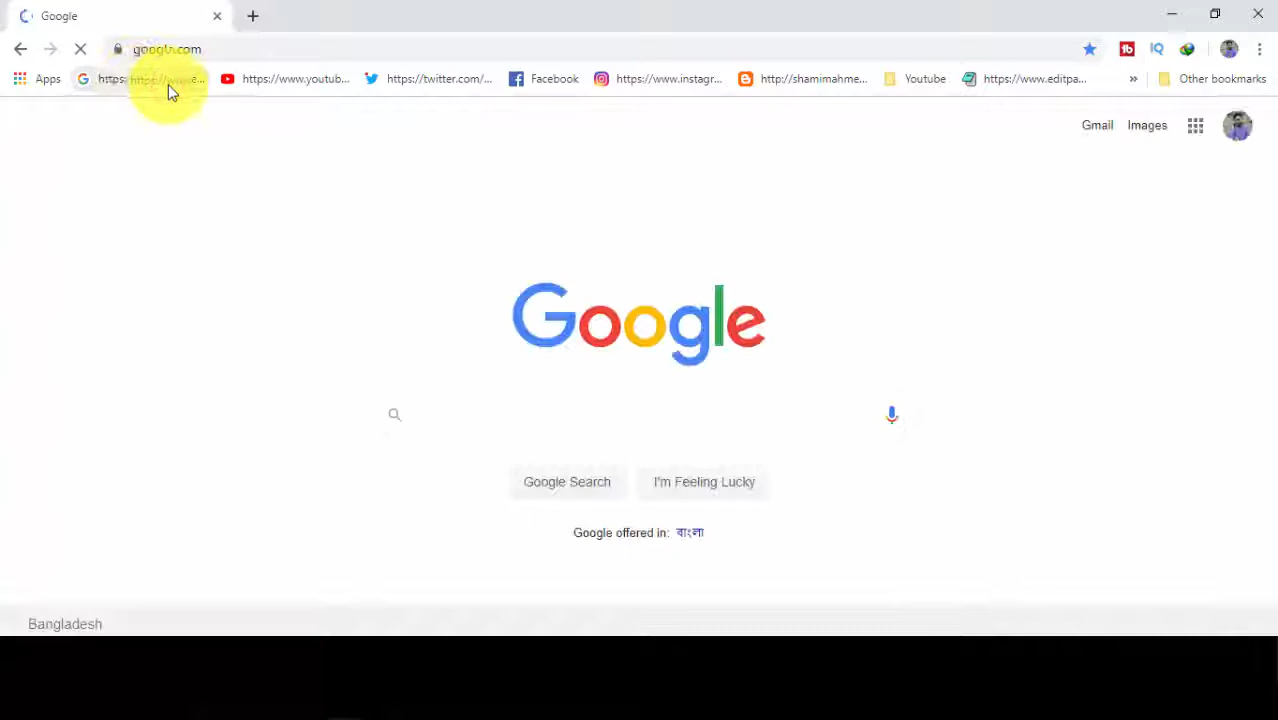 Google
google.com
Apps
https://www.youtub...
https://twitter.com/...
Facebook
https://www.instagr...
http://shamimme...
Youtube
https://www.editpa...
»
Other bookmarks
Gmail
Images
Google
Google Search
I'm Feeling Lucky
Google offered in: বাংলা
Bangladesh